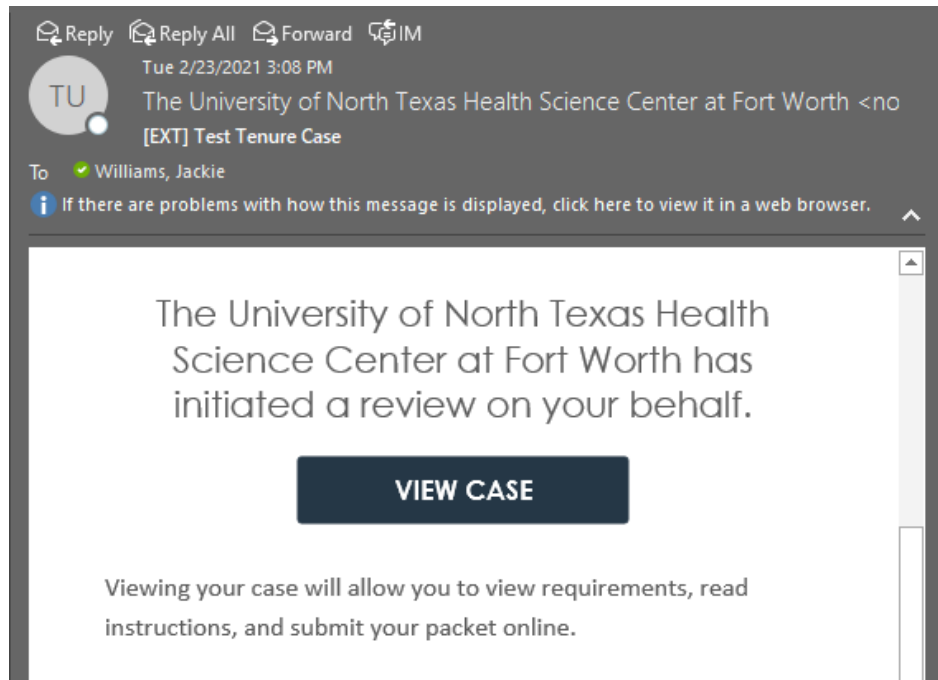 Reply Reply All Forward IM
Tue 2/23/2021 3:08 PM
TU
The University of North Texas Health Science Center at Fort Worth <no
[EXT] Test Tenure Case
To Williams, Jackie
If there are problems with how this message is displayed, click here to view it in a web browser.
The University of North Texas Health
Science Center at Fort Worth has
initiated a review on your behalf.
VIEW CASE
Viewing your case will allow you to view requirements, read
instructions, and submit your packet online.